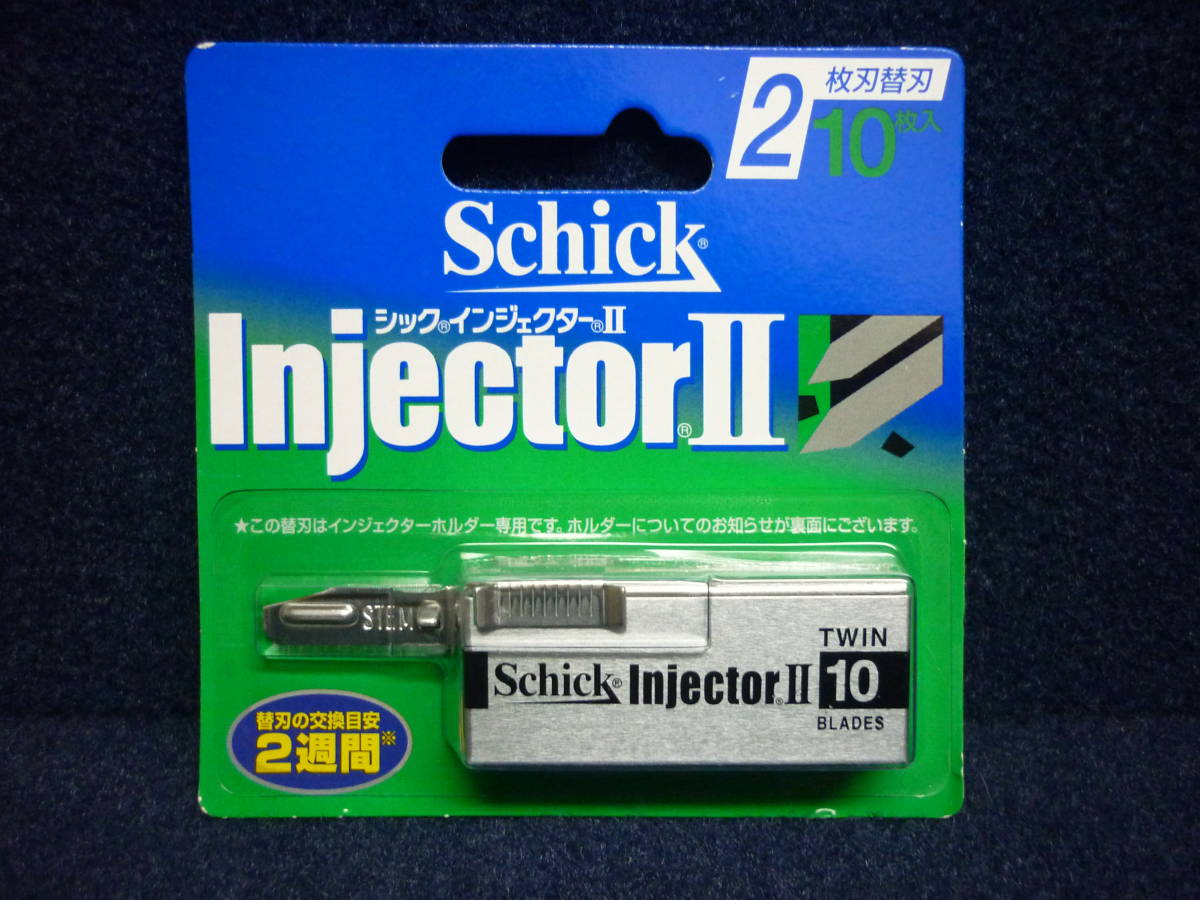 2枚刃替刃
10枚入
Schick®
シック®インジェクター®II
Injector®II
★この替刃はインジェクターホルダー専用です。ホルダーについてのお知らせが裏面にございます。
STEM
TWIN
Schick® Injector®II 10
BLADES
替刃の交換目安
2週間※